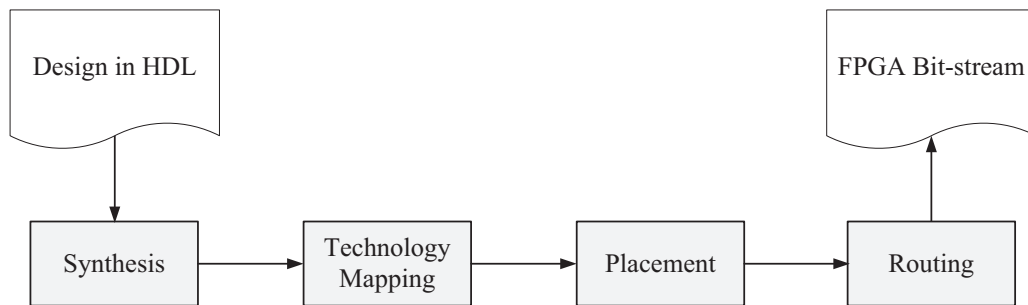 Design in HDL
FPGA Bit-stream
Synthesis
Technology
Mapping
Placement
Routing